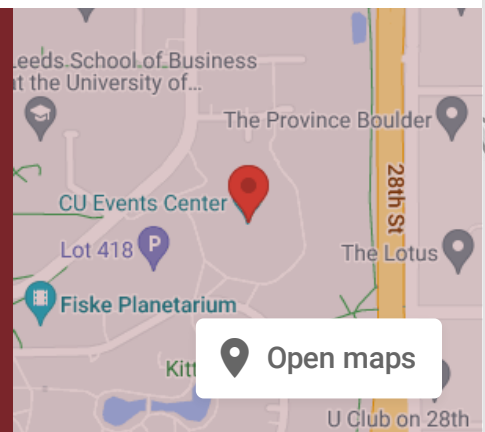 Leeds School of Business
at the University of...
The Province Boulder
CU Events Center
28th St
Lot 418 P
The Lotus
Fiske Planetarium
Kitt
Open maps
U Club on 28th